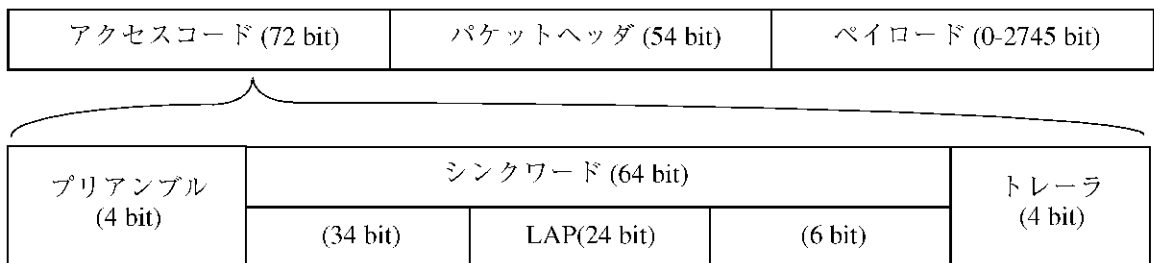 アクセスコード (72 bit)
パケットヘッダ (54 bit)
ペイロード (0-2745 bit)
プリアンブル
(4 bit)
シンクワード (64 bit)
(34 bit)
LAP(24 bit)
(6 bit)
トレーラ
(4 bit)